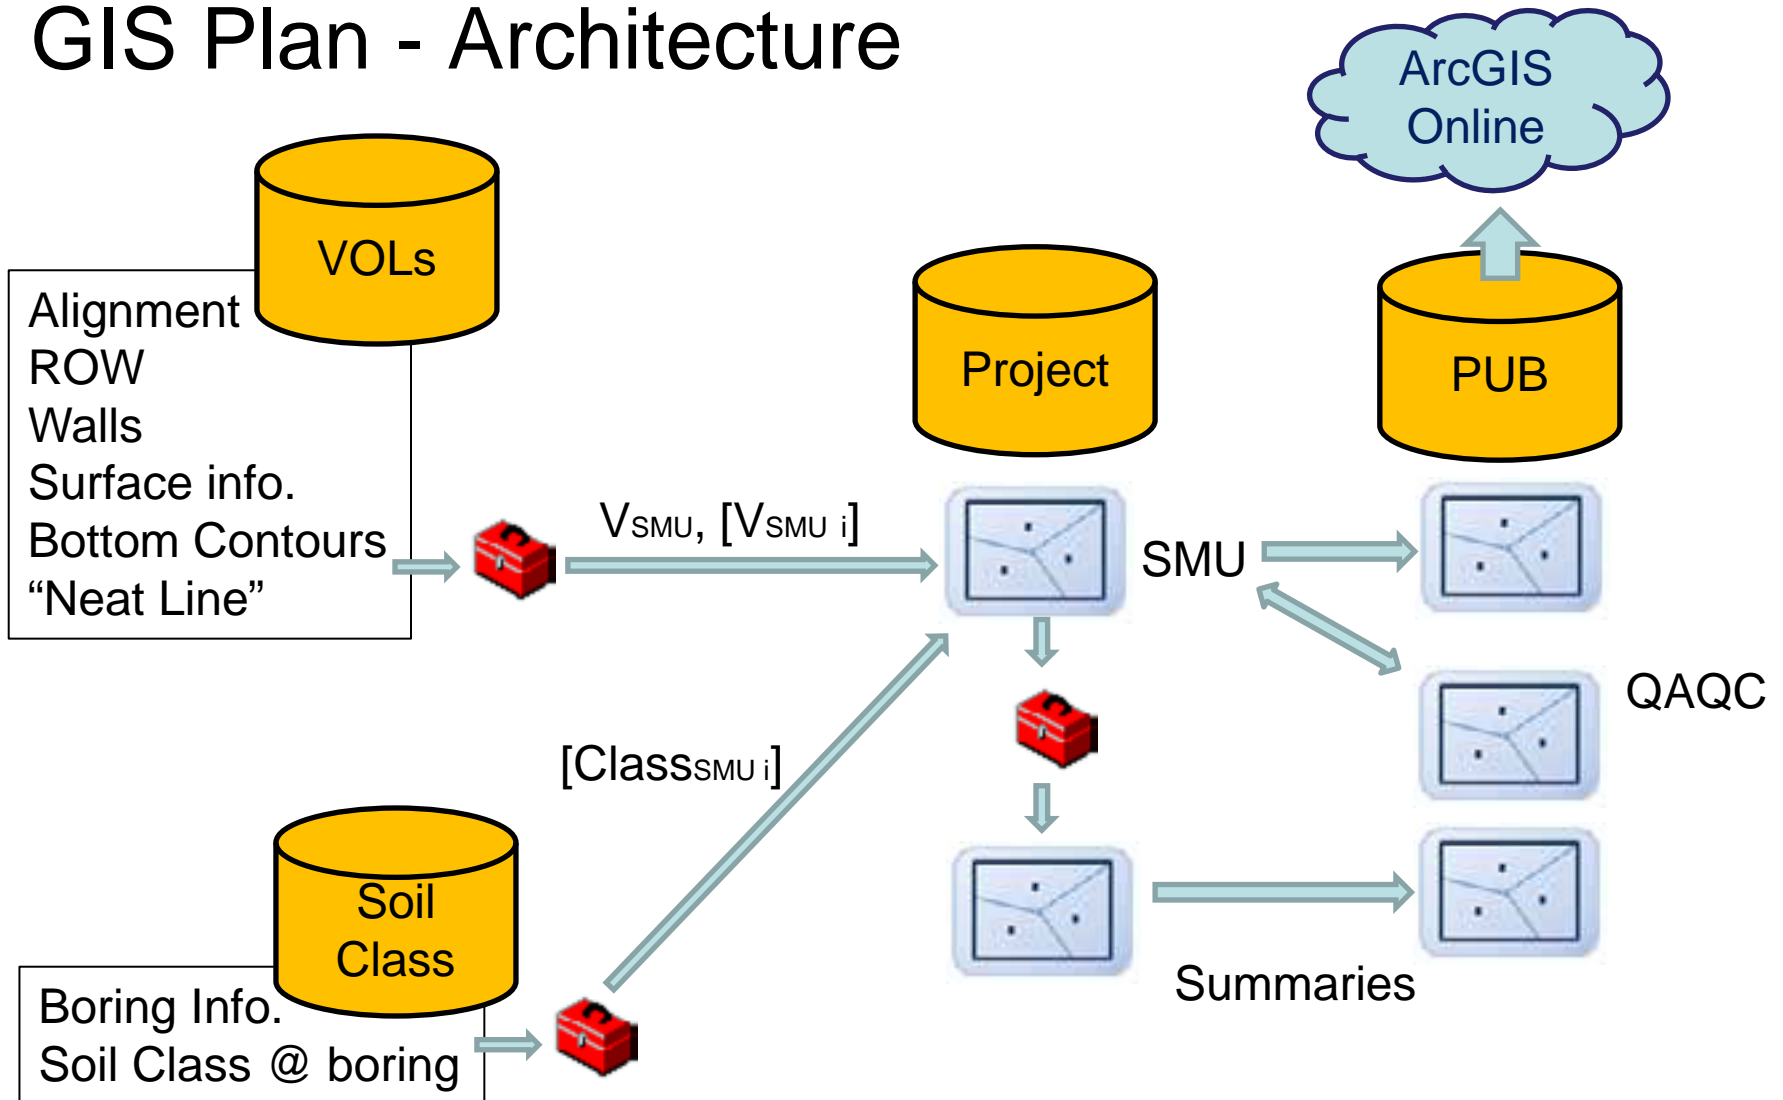 GIS Plan - Architecture
ArcGIS
Online
VOLs
Alignment
ROW
Walls
Surface info.
Bottom Contours
“Neat Line”
Project
PUB
VSMU, [VSMU i]
SMU
QAQC
[ClassSMU i]
Soil
Class
Boring Info.
Soil Class @ boring
Summaries